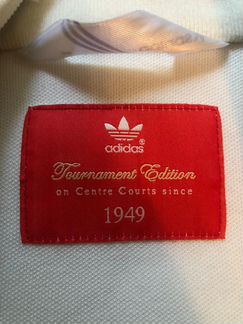 adidas®
Tournament Edition
on Centre Courts since
1949